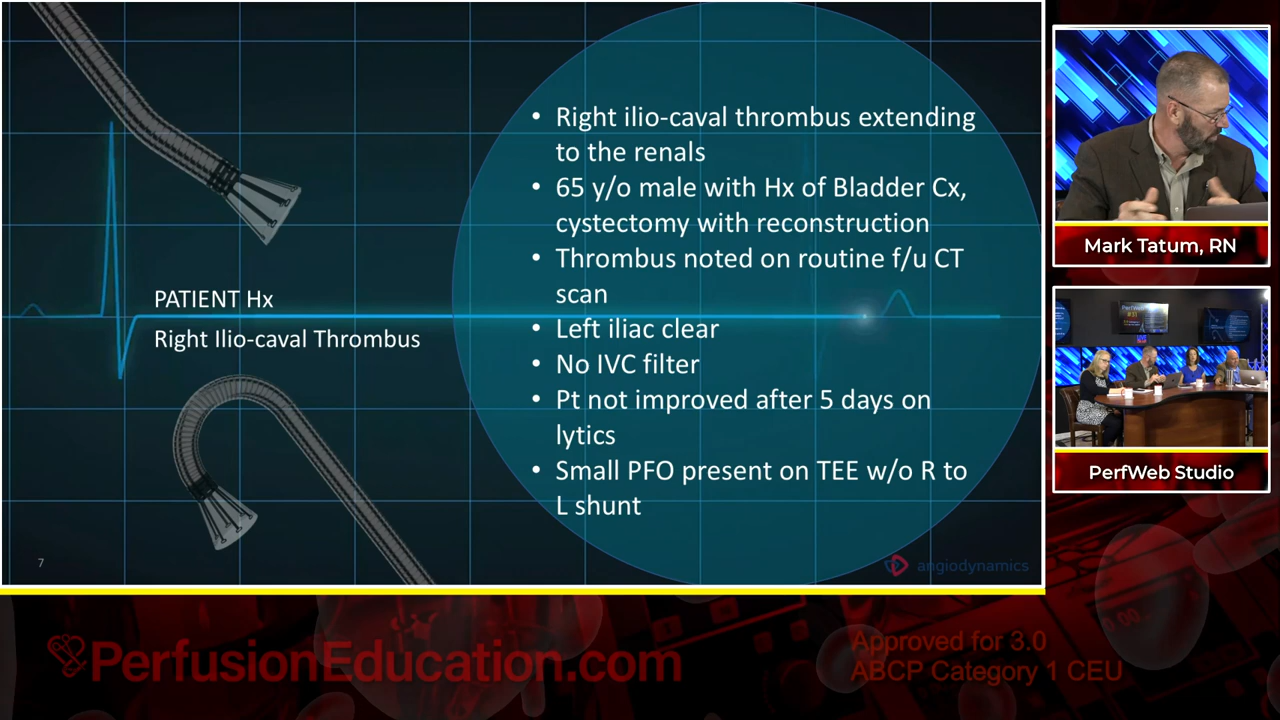 PATIENT Hx
Right Ilio-caval Thrombus
• Right ilio-caval thrombus extending
to the renals
• 65 y/o male with Hx of Bladder Cx,
cystectomy with reconstruction
• Thrombus noted on routine f/u CT
scan
• Left iliac clear
• No IVC filter
• Pt not improved after 5 days on
lytics
• Small PFO present on TEE w/o R to
L shunt
7
angiodynamics
Mark Tatum, RN
PerfWeb Studio
PerfusionEducation.com
Approved for 3.0
ABCP Category 1 CEU